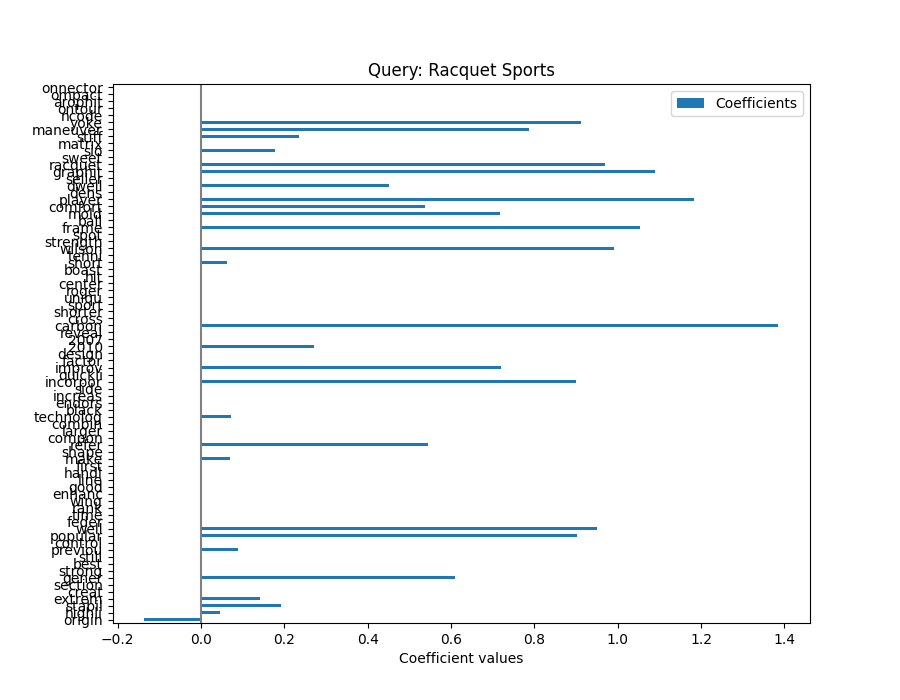 Query: Racquet Sports
Coefficients
onnector
ompact
arophit
ontour
ncode
yoke
maneuver
stiff
matrix
slo
sweet
racquet
graphit
seller
dwell
dens
player
comfort
mold
ball
frame
spot
strength
wilson
tenni
short
boast
hit
center
roger
uniqu
sport
shorter
cross
carbon
reveal
2007
2010
design
factor
improv
quickli
incorpor
side
increas
endors
black
technolog
combin
larger
compon
refer
shape
make
first
handl
line
good
enhanc
wing
rank
time
feder
well
popular
control
previou
still
best
strong
gener
section
creat
extrem
stabil
highli
origin
−0.2 0.0 0.2 0.4 0.6 0.8 1.0 1.2 1.4
Coefficient values